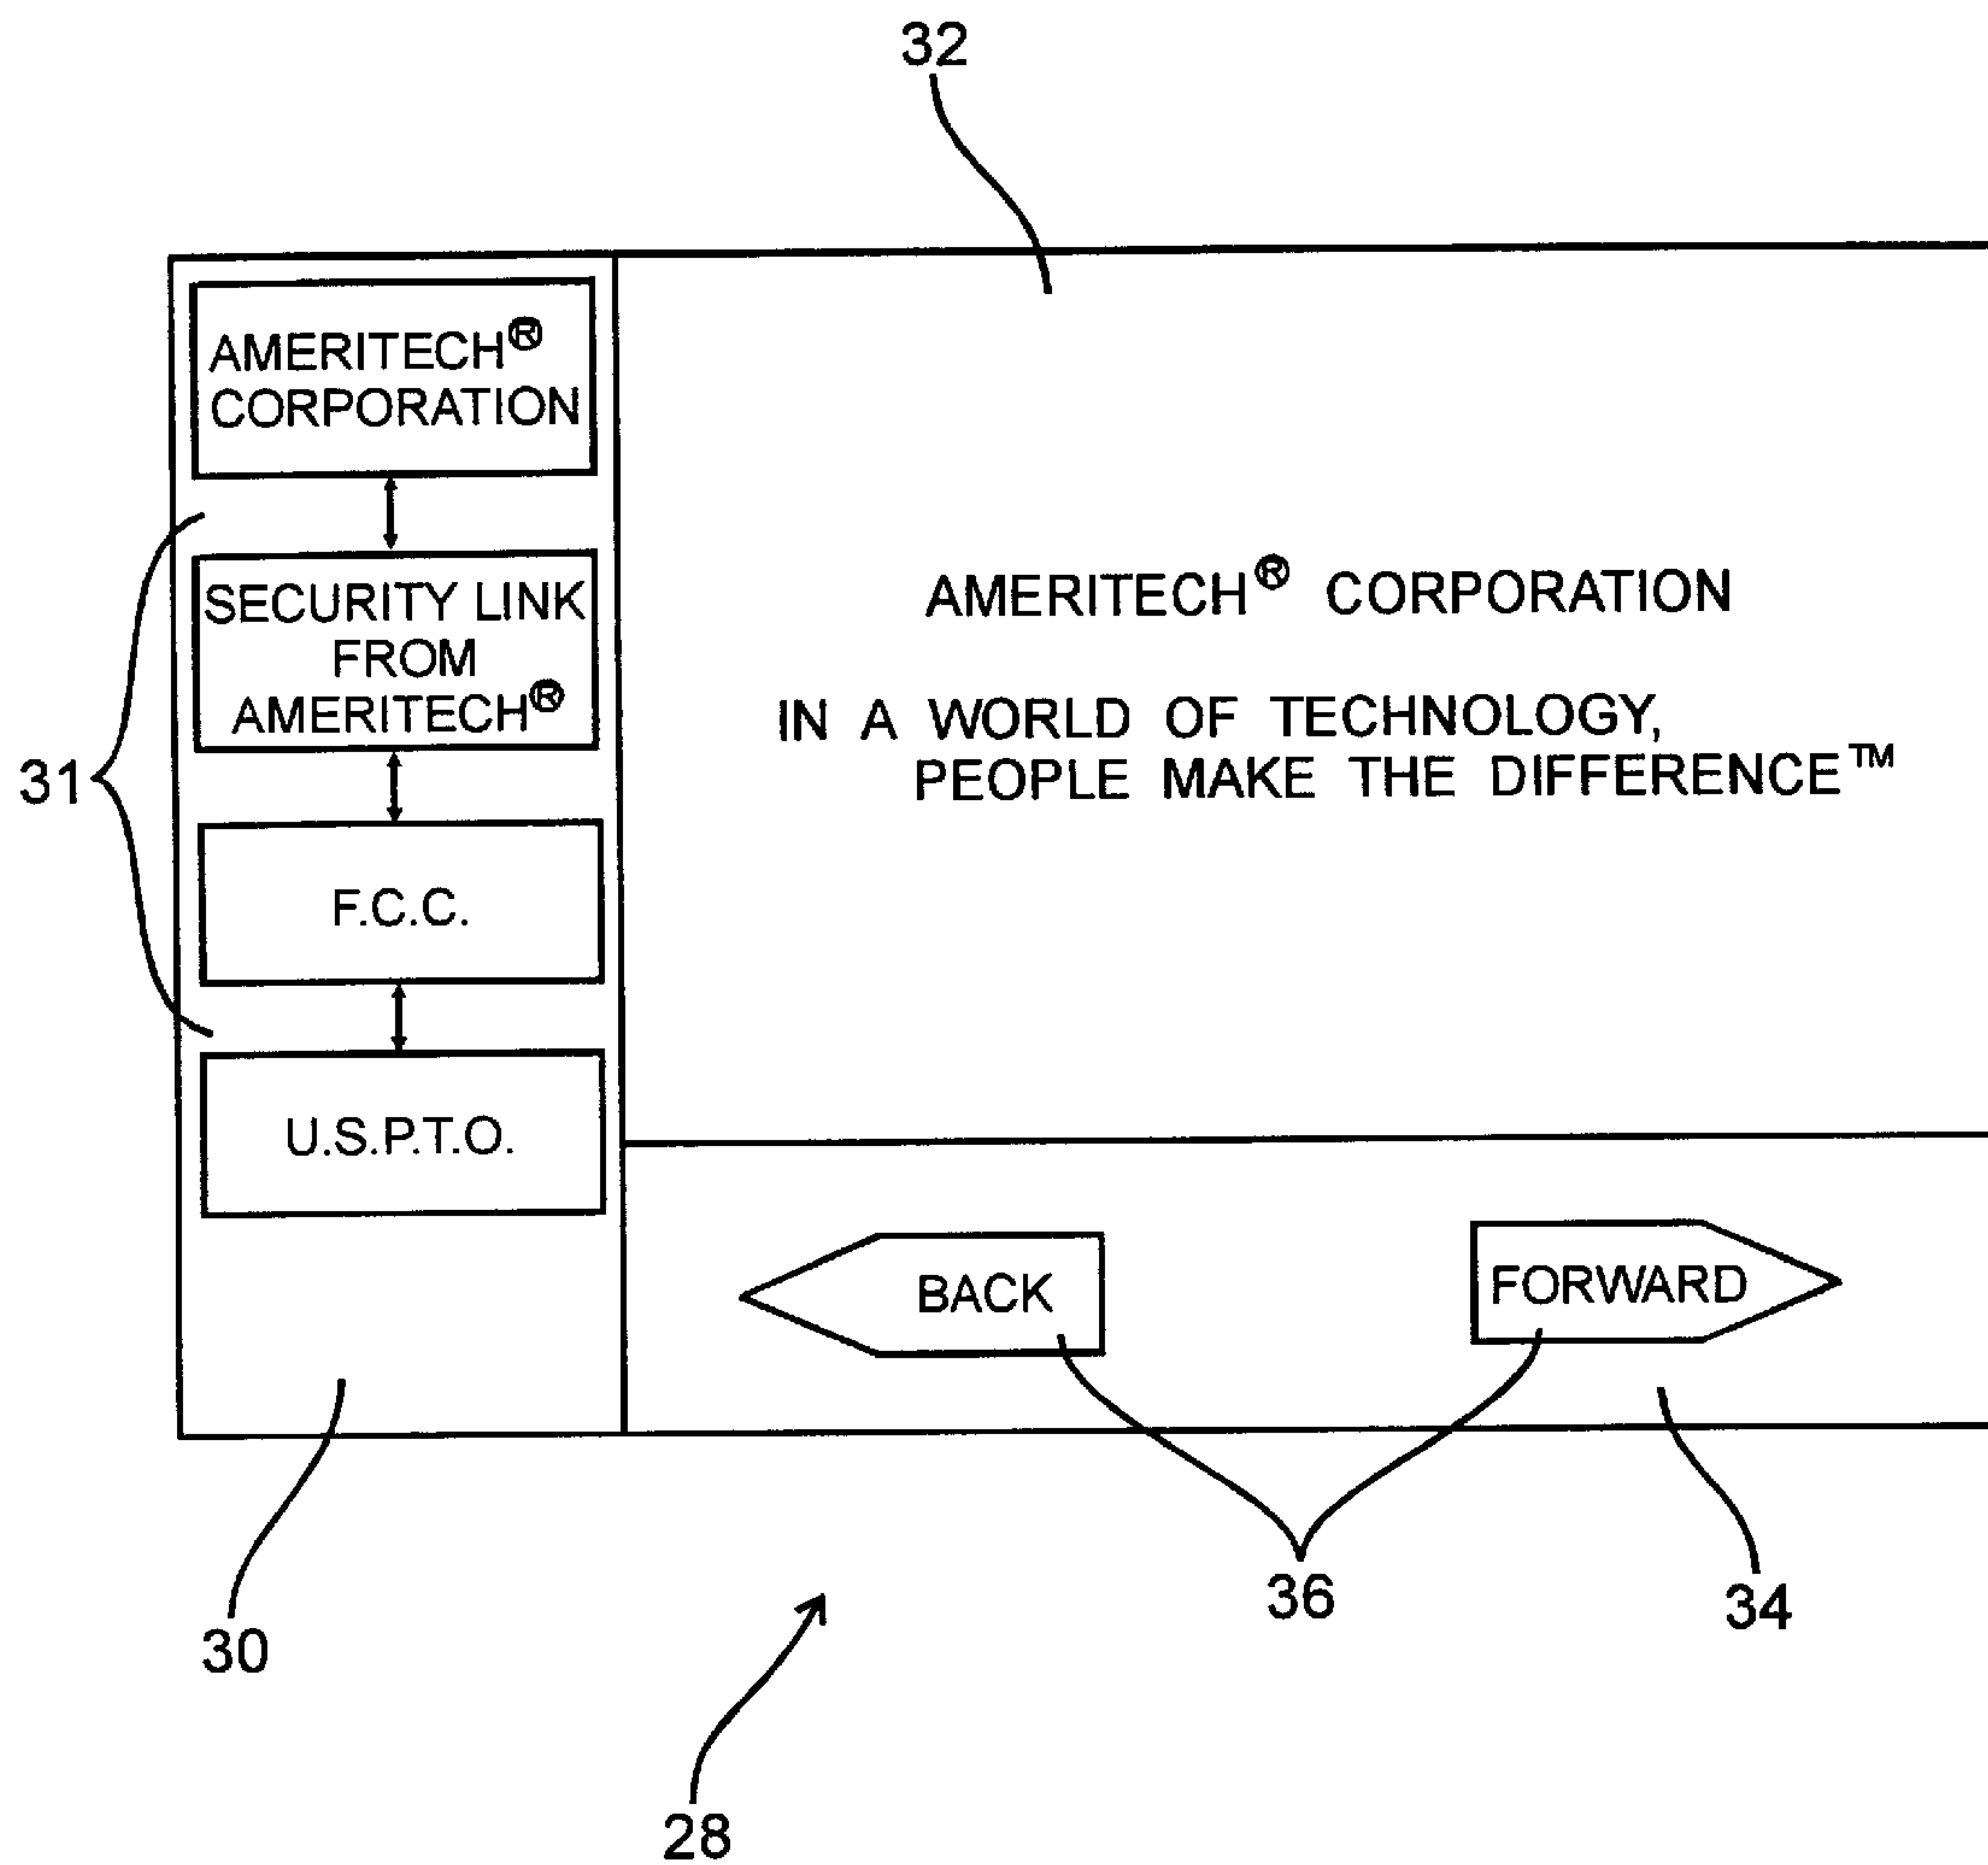 32
AMERITECH®
CORPORATION
SECURITY LINK
FROM
AMERITECH®
31
F.C.C.
U.S.P.T.O.
AMERITECH® CORPORATION
IN A WORLD OF TECHNOLOGY,
PEOPLE MAKE THE DIFFERENCE™
BACK
FORWARD
36
34
30
28